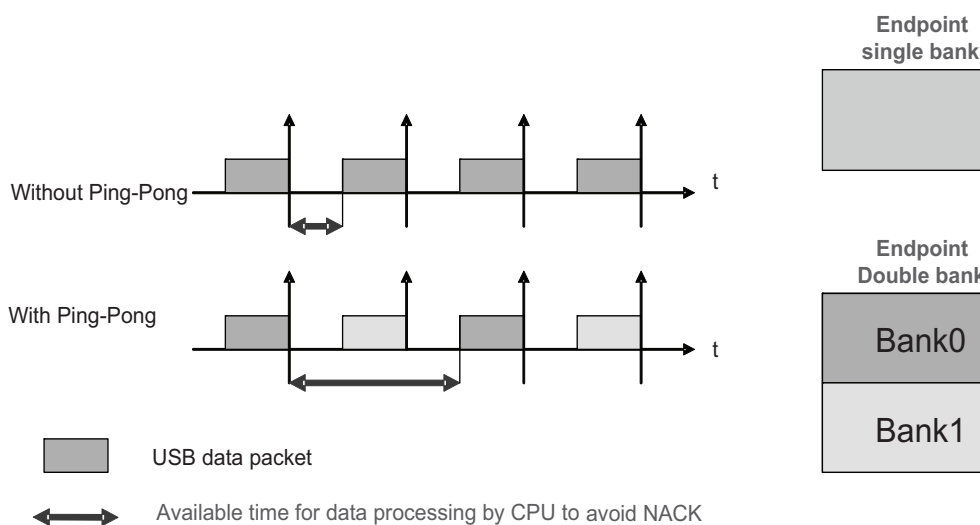 Endpoint
single bank
Without Ping-Pong
t
Endpoint
Double bank
With Ping-Pong
t
Bank0
Bank1
USB data packet
Available time for data processing by CPU to avoid NACK